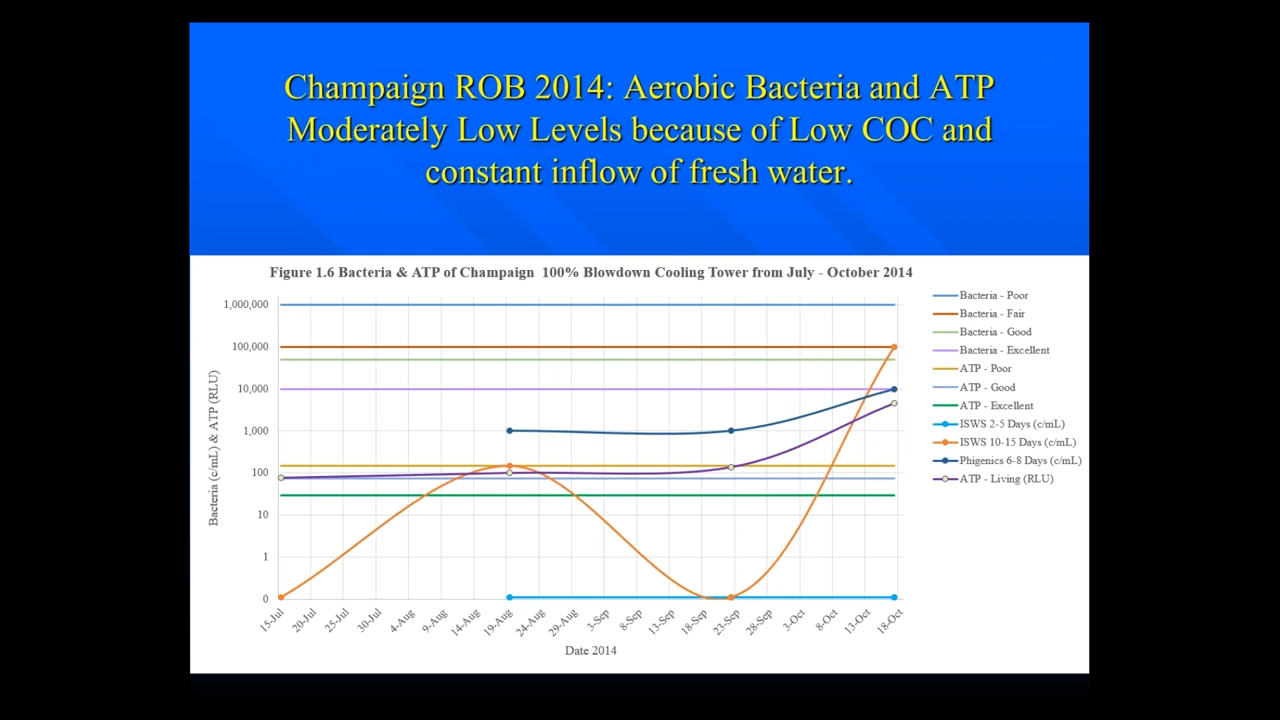 Champaign ROB 2014: Aerobic Bacteria and ATP
Moderately Low Levels because of Low COC and
constant inflow of fresh water.
Figure 1.6 Bacteria & ATP of Champaign 100% Blowdown Cooling Tower from July - October 2014
Bacteria (c/mL) & ATP (RLU)
1,000,000
100,000
10,000
1,000
100
10
1
0
15-Jul
20-Jul
25-Jul
30-Jul
4-Aug
9-Aug
14-Aug
19-Aug
24-Aug
29-Aug
3-Sep
8-Sep
13-Sep
18-Sep
23-Sep
28-Sep
3-Oct
8-Oct
13-Oct
18-Oct
Date 2014
Bacteria - Poor
Bacteria - Fair
Bacteria - Good
Bacteria - Excellent
ATP - Poor
ATP - Good
ATP - Excellent
ISWS 2-5 Days (c/mL)
ISWS 10-15 Days (c/mL)
Phigenics 6-8 Days (c/mL)
ATP - Living (RLU)